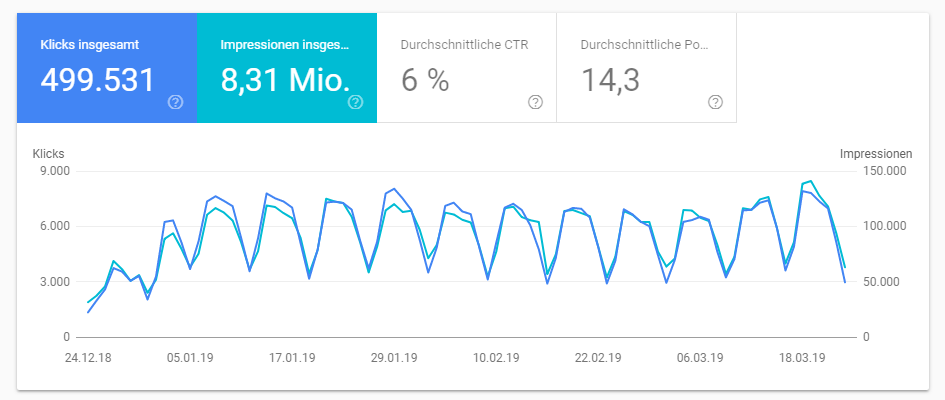 Klicks insgesamt
499.531
Impressionen insges…
8,31 Mio.
Durchschnittliche CTR
6 %
Durchschnittliche Po…
14,3
Klicks
Impressionen
9.000
6.000
3.000
0
150.000
100.000
50.000
0
24.12.18
05.01.19
17.01.19
29.01.19
10.02.19
22.02.19
06.03.19
18.03.19